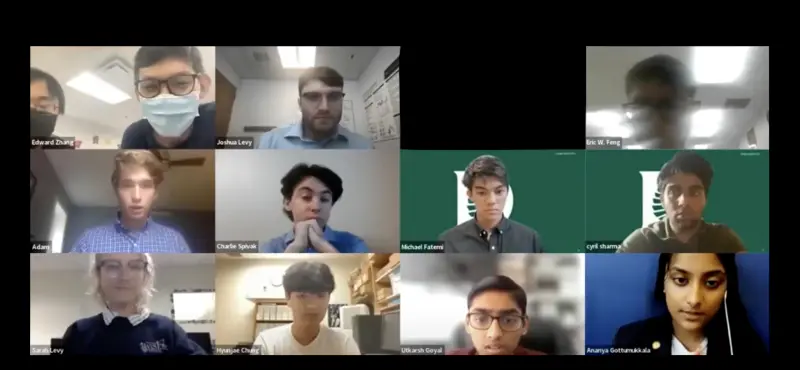 Edward Zhang
Joshua Levy
Eric W. Feng
Adam
Charlie Spivak
Michael Fatemi
cyril sharma
Sarah Levy
Hyunjae Chung
Utkarsh Goyal
Ananya Gottumukkala